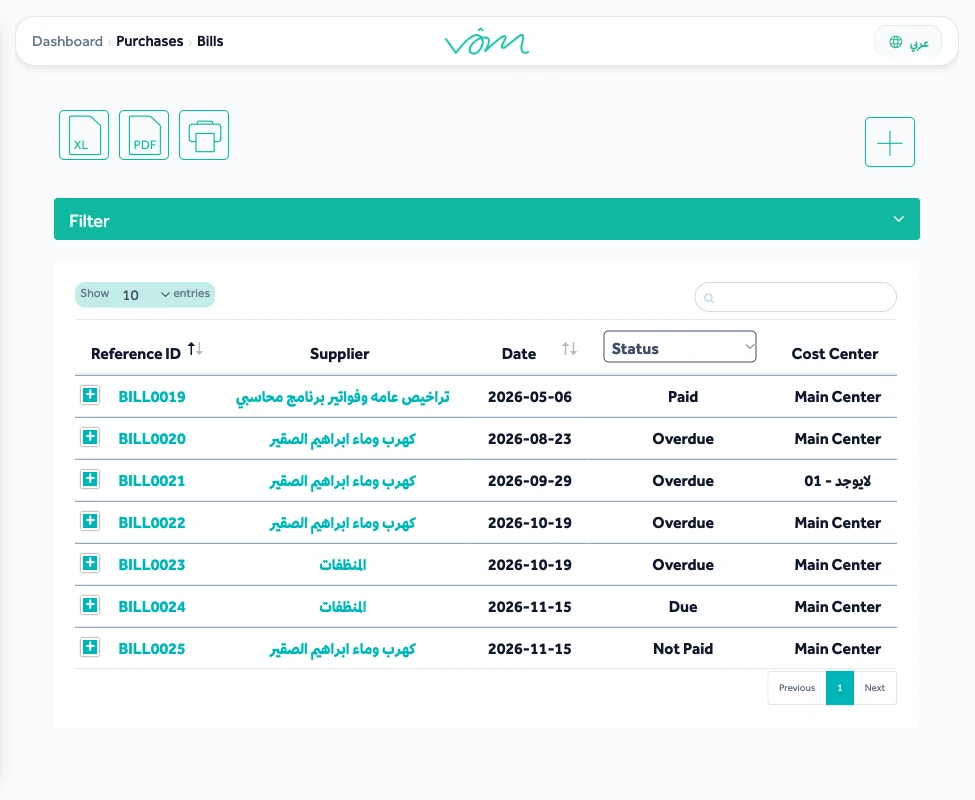 Dashboard › Purchases › Bills
vôm
عربي
XL PDF
Filter
Show 10 entries
Reference ID Supplier Date Status Cost Center
BILL0019 تراخيص عامه وفواتير برنامج محاسبي 2026-05-06 Paid Main Center
BILL0020 كهرب وماء ابراهيم الصقير 2026-08-23 Overdue Main Center
BILL0021 كهرب وماء ابراهيم الصقير 2026-09-29 Overdue لايوجد - 01
BILL0022 كهرب وماء ابراهيم الصقير 2026-10-19 Overdue Main Center
BILL0023 المنظفات 2026-10-19 Overdue Main Center
BILL0024 المنظفات 2026-11-15 Due Main Center
BILL0025 كهرب وماء ابراهيم الصقير 2026-11-15 Not Paid Main Center
Previous 1 Next